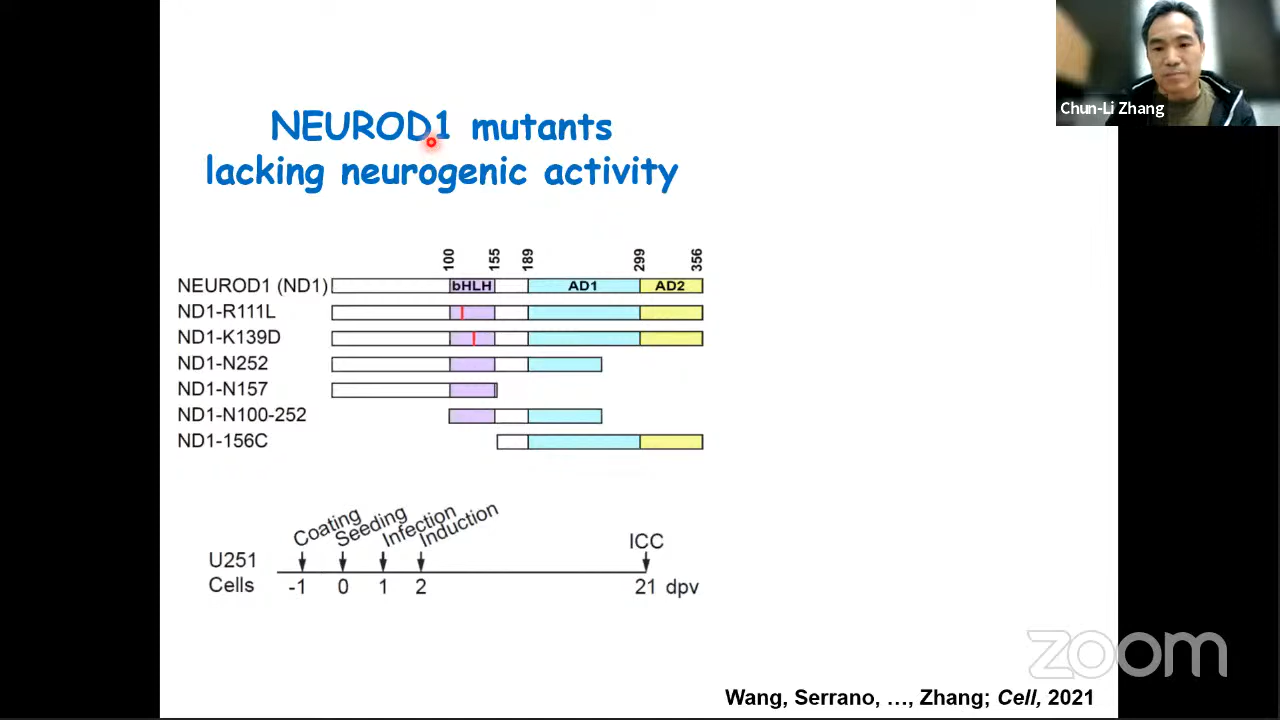 Chun-Li Zhang
NEUROD1 mutants
lacking neurogenic activity
100 155 189 299 356
NEUROD1 (ND1) bHLH AD1 AD2
ND1-R111L
ND1-K139D
ND1-N252
ND1-N157
ND1-N100-252
ND1-156C
Coating Seeding Infection Induction
ICC
U251
Cells -1 0 1 2 21 dpv
zoom
Wang, Serrano, …, Zhang; Cell, 2021